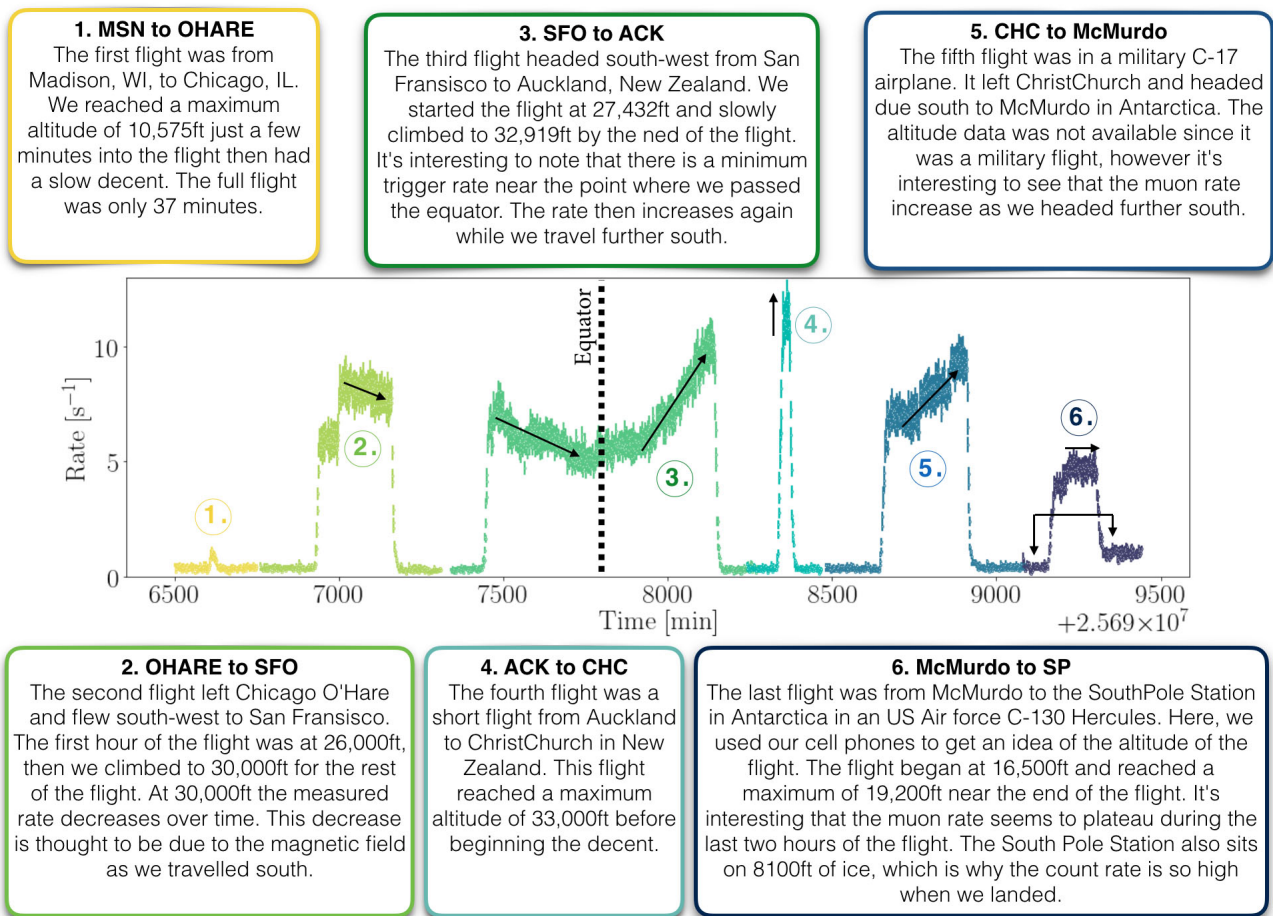 1. MSN to OHARE
The first flight was from
Madison, WI, to Chicago, IL.
We reached a maximum
altitude of 10,575ft just a few
minutes into the flight then had
a slow decent. The full flight
was only 37 minutes.
3. SFO to ACK
The third flight headed south-west from San
Fransisco to Auckland, New Zealand. We
started the flight at 27,432ft and slowly
climbed to 32,919ft by the ned of the flight.
It's interesting to note that there is a minimum
trigger rate near the point where we passed
the equator. The rate then increases again
while we travel further south.
5. CHC to McMurdo
The fifth flight was in a military C-17
airplane. It left ChristChurch and headed
due south to McMurdo in Antarctica. The
altitude data was not available since it
was a military flight, however it's
interesting to see that the muon rate
increase as we headed further south.
Rate [s⁻¹]
10
5
0
Equator
1.
2.
3.
4.
5.
6.
6500
7000
7500
8000
8500
9000
9500
Time [min]
+2.569×10⁷
2. OHARE to SFO
The second flight left Chicago O'Hare
and flew south-west to San Fransisco.
The first hour of the flight was at 26,000ft,
then we climbed to 30,000ft for the rest
of the flight. At 30,000ft the measured
rate decreases over time. This decrease
is thought to be due to the magnetic field
as we travelled south.
4. ACK to CHC
The fourth flight was a
short flight from Auckland
to ChristChurch in New
Zealand. This flight
reached a maximum
altitude of 33,000ft before
beginning the decent.
6. McMurdo to SP
The last flight was from McMurdo to the SouthPole Station
in Antarctica in an US Air force C-130 Hercules. Here, we
used our cell phones to get an idea of the altitude of the
flight. The flight began at 16,500ft and reached a
maximum of 19,200ft near the end of the flight. It's
interesting that the muon rate seems to plateau during the
last two hours of the flight. The South Pole Station also sits
on 8100ft of ice, which is why the count rate is so high
when we landed.